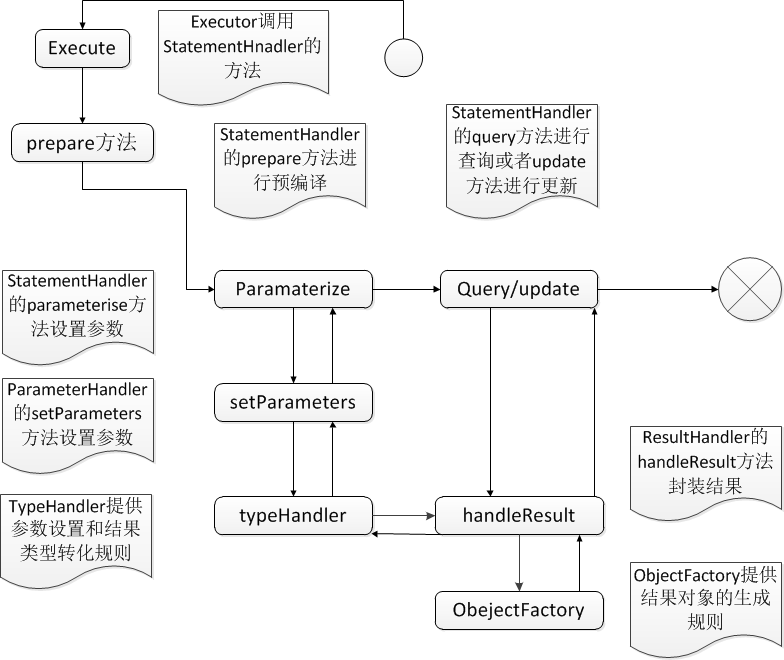 Execute
Executor调用
StatementHnadler的
方法
prepare方法
StatementHandler
的prepare方法进
行预编译
StatementHandler
的query方法进行
查询或者update
方法进行更新
StatementHandler
的parameterise方
法设置参数
Paramaterize
Query/update
ParameterHandler
的setParameters
方法设置参数
setParameters
ResultHandler的
handleResult方法
封装结果
TypeHandler提供
参数设置和结果
类型转化规则
typeHandler
handleResult
ObejectFactory
ObjectFactory提供
结果对象的生成
规则